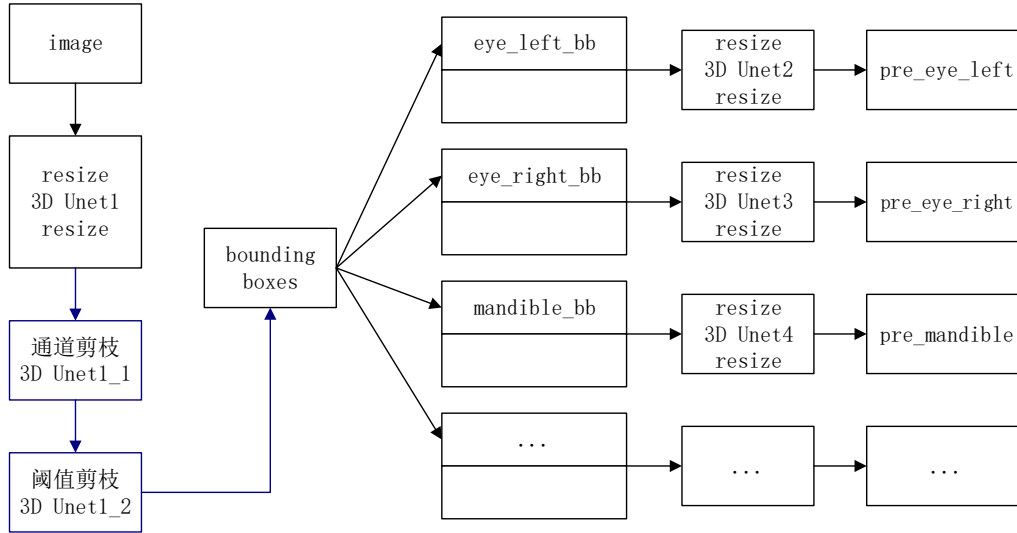 image
resize
3D Unet1
resize
通道剪枝
3D Unet1_1
阈值剪枝
3D Unet1_2
bounding
boxes
eye_left_bb
resize
3D Unet2
resize
pre_eye_left
eye_right_bb
resize
3D Unet3
resize
pre_eye_right
mandible_bb
resize
3D Unet4
resize
pre_mandible
...
...
...